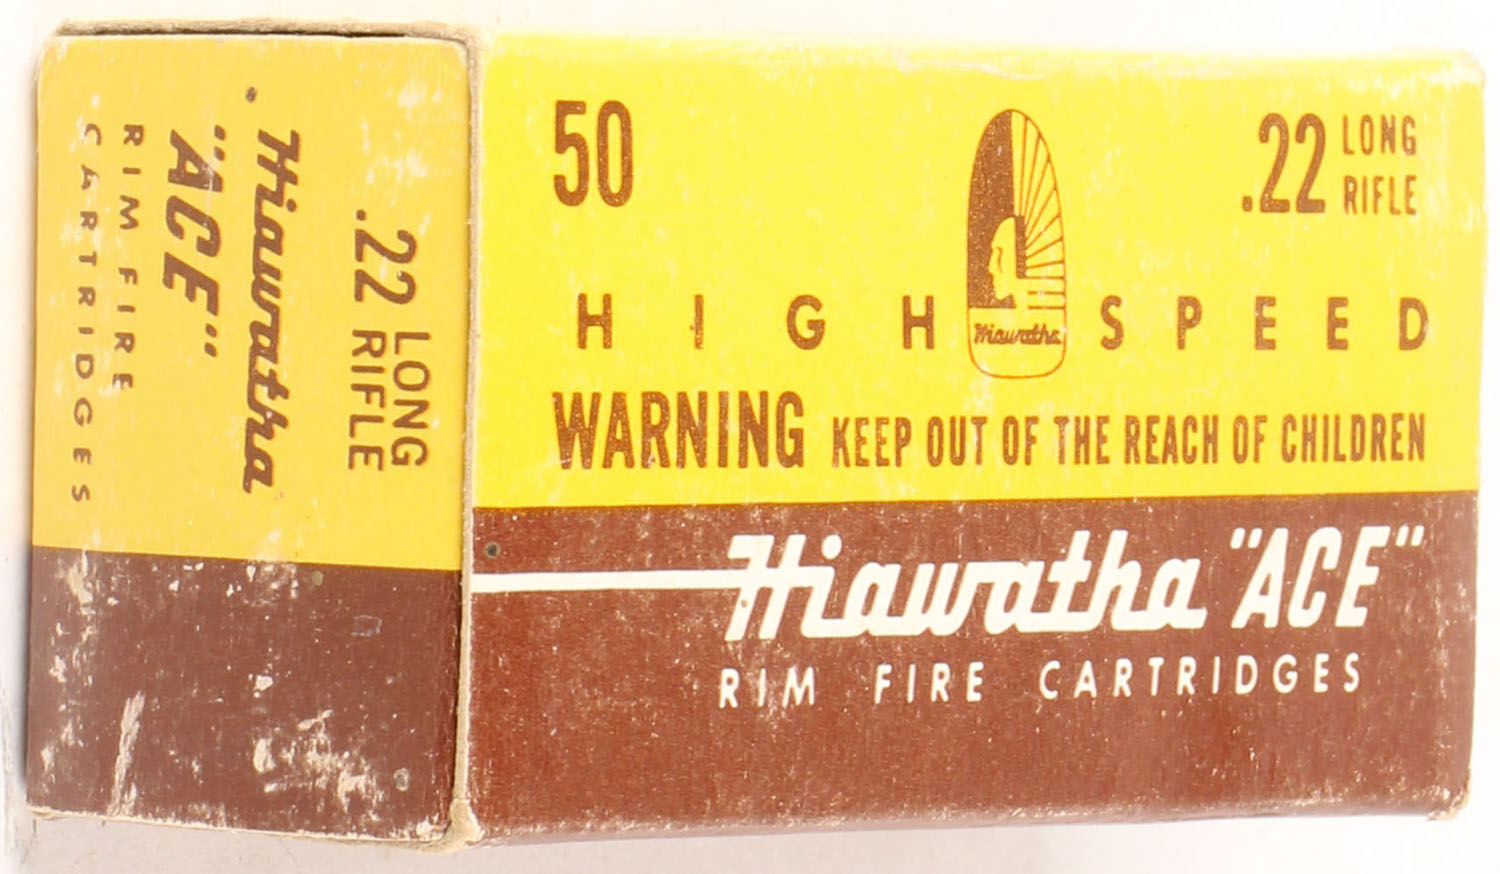 50
.22 LONG
RIFLE
HIGH SPEED
Hiawatha
WARNING KEEP OUT OF THE REACH OF CHILDREN
Hiawatha "ACE"
RIM FIRE CARTRIDGES
.22 LONG
RIFLE
Hiawatha
"ACE"
RIM FIRE
CARTRIDGES